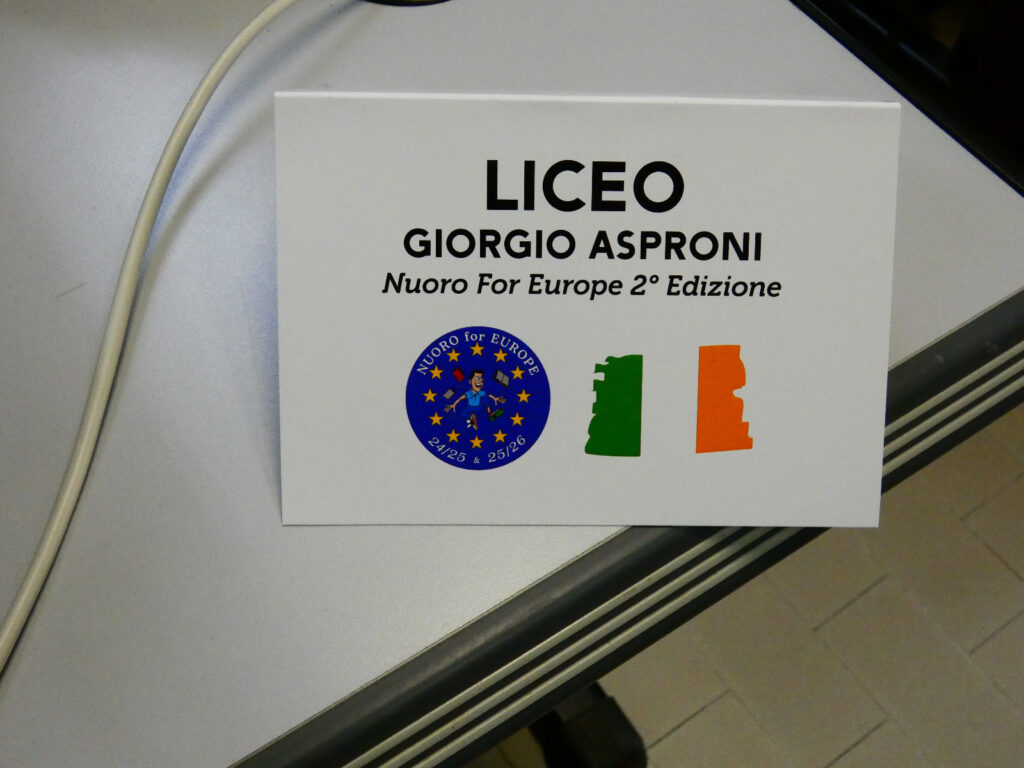 LICEO
GIORGIO ASPRONI
Nuoro For Europe 2° Edizione
NUORO for EUROPE
24/25 & 25/26